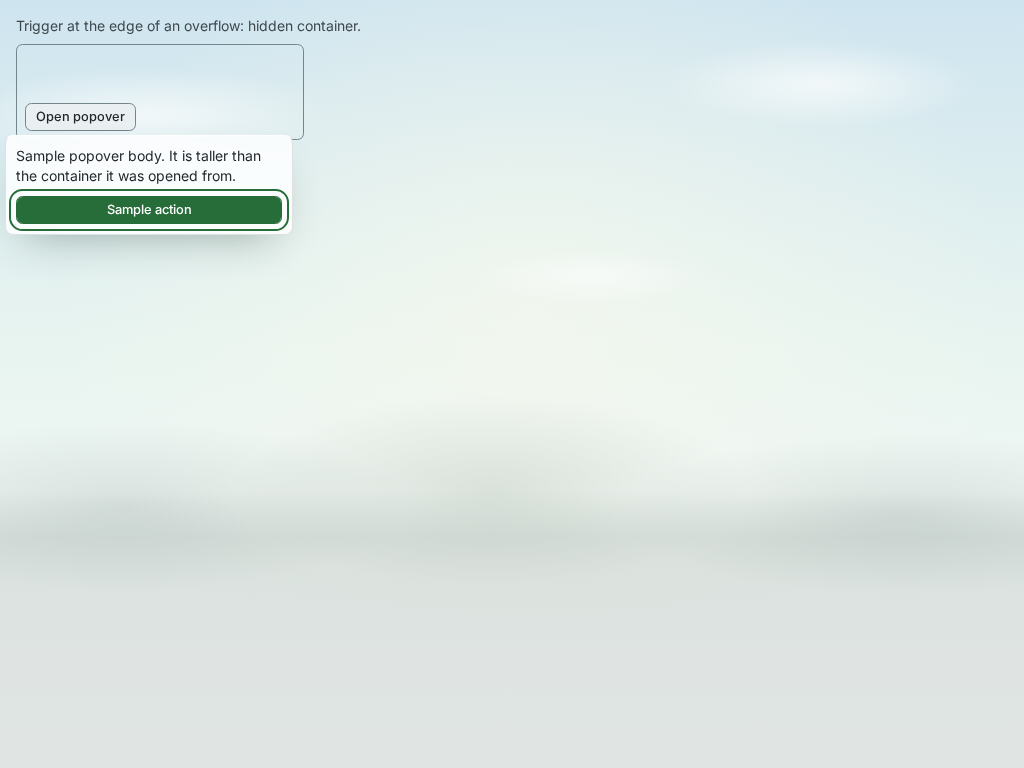 Trigger at the edge of an overflow: hidden container.
Open popover
Sample popover body. It is taller than
the container it was opened from.
Sample action